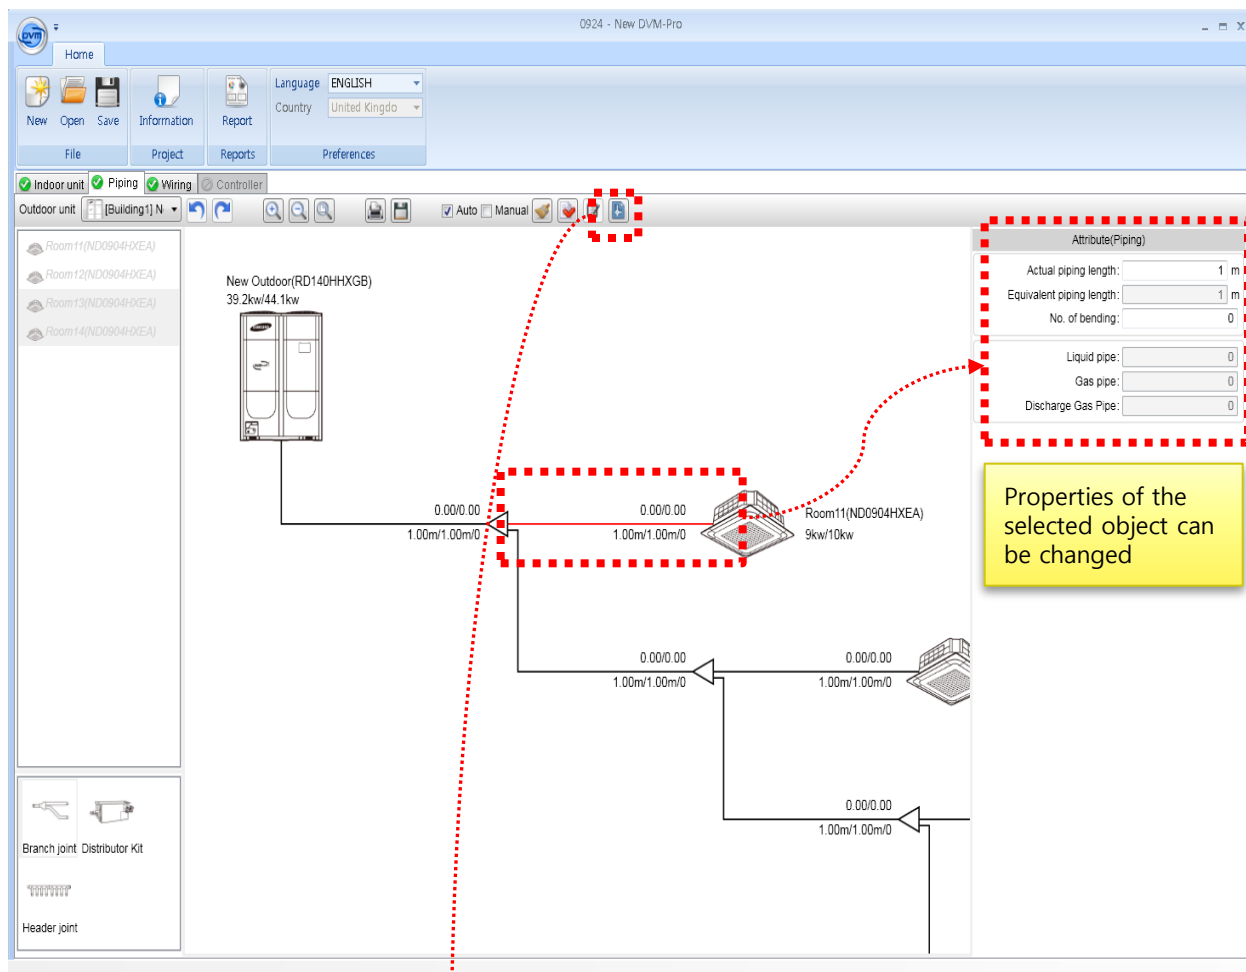 0924 - New DVM-Pro
DVM
Home
New
Open
Save
Information
Report
Language
ENGLISH
Country
United Kingdo
File
Project
Reports
Preferences
Indoor unit
Piping
Wiring
Controller
Outdoor unit
[Building1] N
Auto
Manual
Room11(ND0904HXEA)
Room12(ND0904HXEA)
Room13(ND0904HXEA)
Room14(ND0904HXEA)
New Outdoor(RD140HHXGB)
39.2kw/44.1kw
SAMSUNG
0.00/0.00
1.00m/1.00m/0
0.00/0.00
1.00m/1.00m/0
Room11(ND0904HXEA)
9kw/10kw
0.00/0.00
1.00m/1.00m/0
0.00/0.00
1.00m/1.00m/0
0.00/0.00
1.00m/1.00m/0
Attribute(Piping)
Actual piping length: 1 m
Equivalent piping length: 1 m
No. of bending: 0
Liquid pipe: 0
Gas pipe: 0
Discharge Gas Pipe: 0
Properties of the
selected object can
be changed
Branch joint
Distributor Kit
Header joint